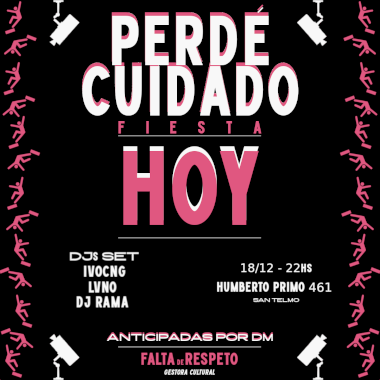 PERDÉ
CUIDADO
FIESTA
HOY
DJs SET
IVOCNG
LVNO
DJ RAMA
18/12 - 22HS
HUMBERTO PRIMO 461
SAN TELMO
ANTICIPADAS POR DM
FALTA DE RESPETO
GESTORA CULTURAL